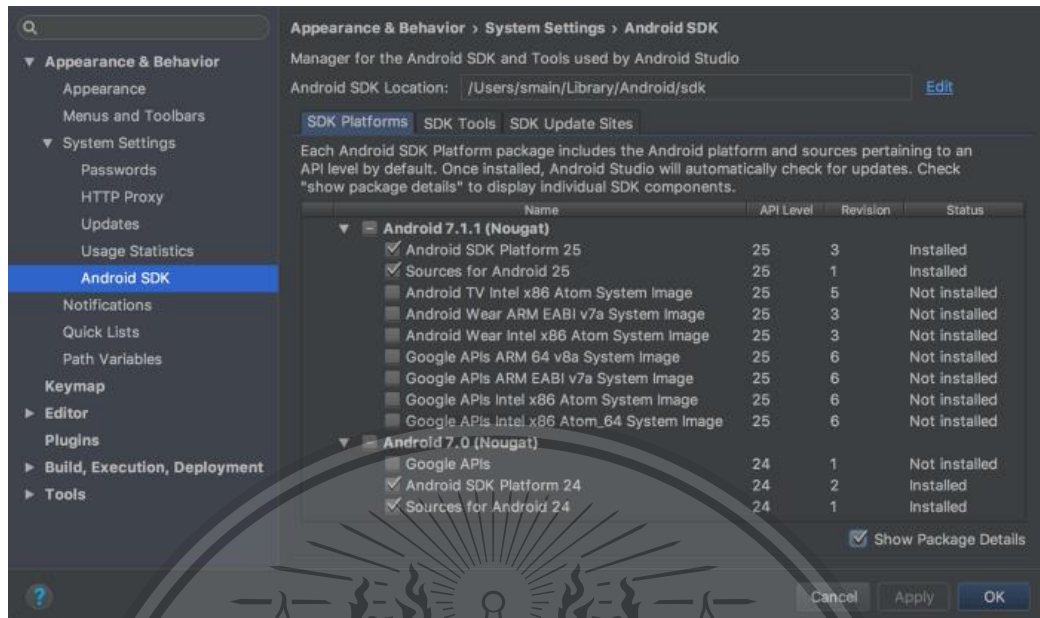 Appearance & Behavior
Appearance
Menus and Toolbars
System Settings
Passwords
HTTP Proxy
Updates
Usage Statistics
Android SDK
Notifications
Quick Lists
Path Variables
Keymap
Editor
Plugins
Build, Execution, Deployment
Tools
Appearance & Behavior › System Settings › Android SDK
Manager for the Android SDK and Tools used by Android Studio
Android SDK Location: /Users/smain/Library/Android/sdk Edit
SDK Platforms SDK Tools SDK Update Sites
Each Android SDK Platform package includes the Android platform and sources pertaining to an
API level by default. Once installed, Android Studio will automatically check for updates. Check
"show package details" to display individual SDK components.
Name API Level Revision Status
Android 7.1.1 (Nougat)
Android SDK Platform 25 25 3 Installed
Sources for Android 25 25 1 Installed
Android TV Intel x86 Atom System Image 25 5 Not installed
Android Wear ARM EABI v7a System Image 25 3 Not installed
Android Wear Intel x86 Atom System Image 25 3 Not installed
Google APIs ARM 64 v8a System Image 25 6 Not installed
Google APIs ARM EABI v7a System Image 25 6 Not installed
Google APIs Intel x86 Atom System Image 25 6 Not installed
Google APIs Intel x86 Atom_64 System Image 25 6 Not installed
Android 7.0 (Nougat)
Google APIs 24 1 Not installed
Android SDK Platform 24 24 2 Installed
Sources for Android 24 24 1 Installed
Show Package Details
?
Cancel Apply OK